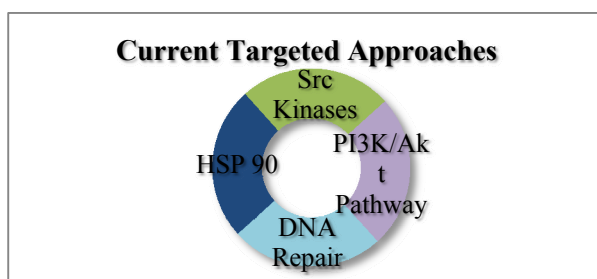 Current Targeted Approaches
Src
Kinases
HSP 90
PI3K/Ak
t
Pathway
DNA
Repair